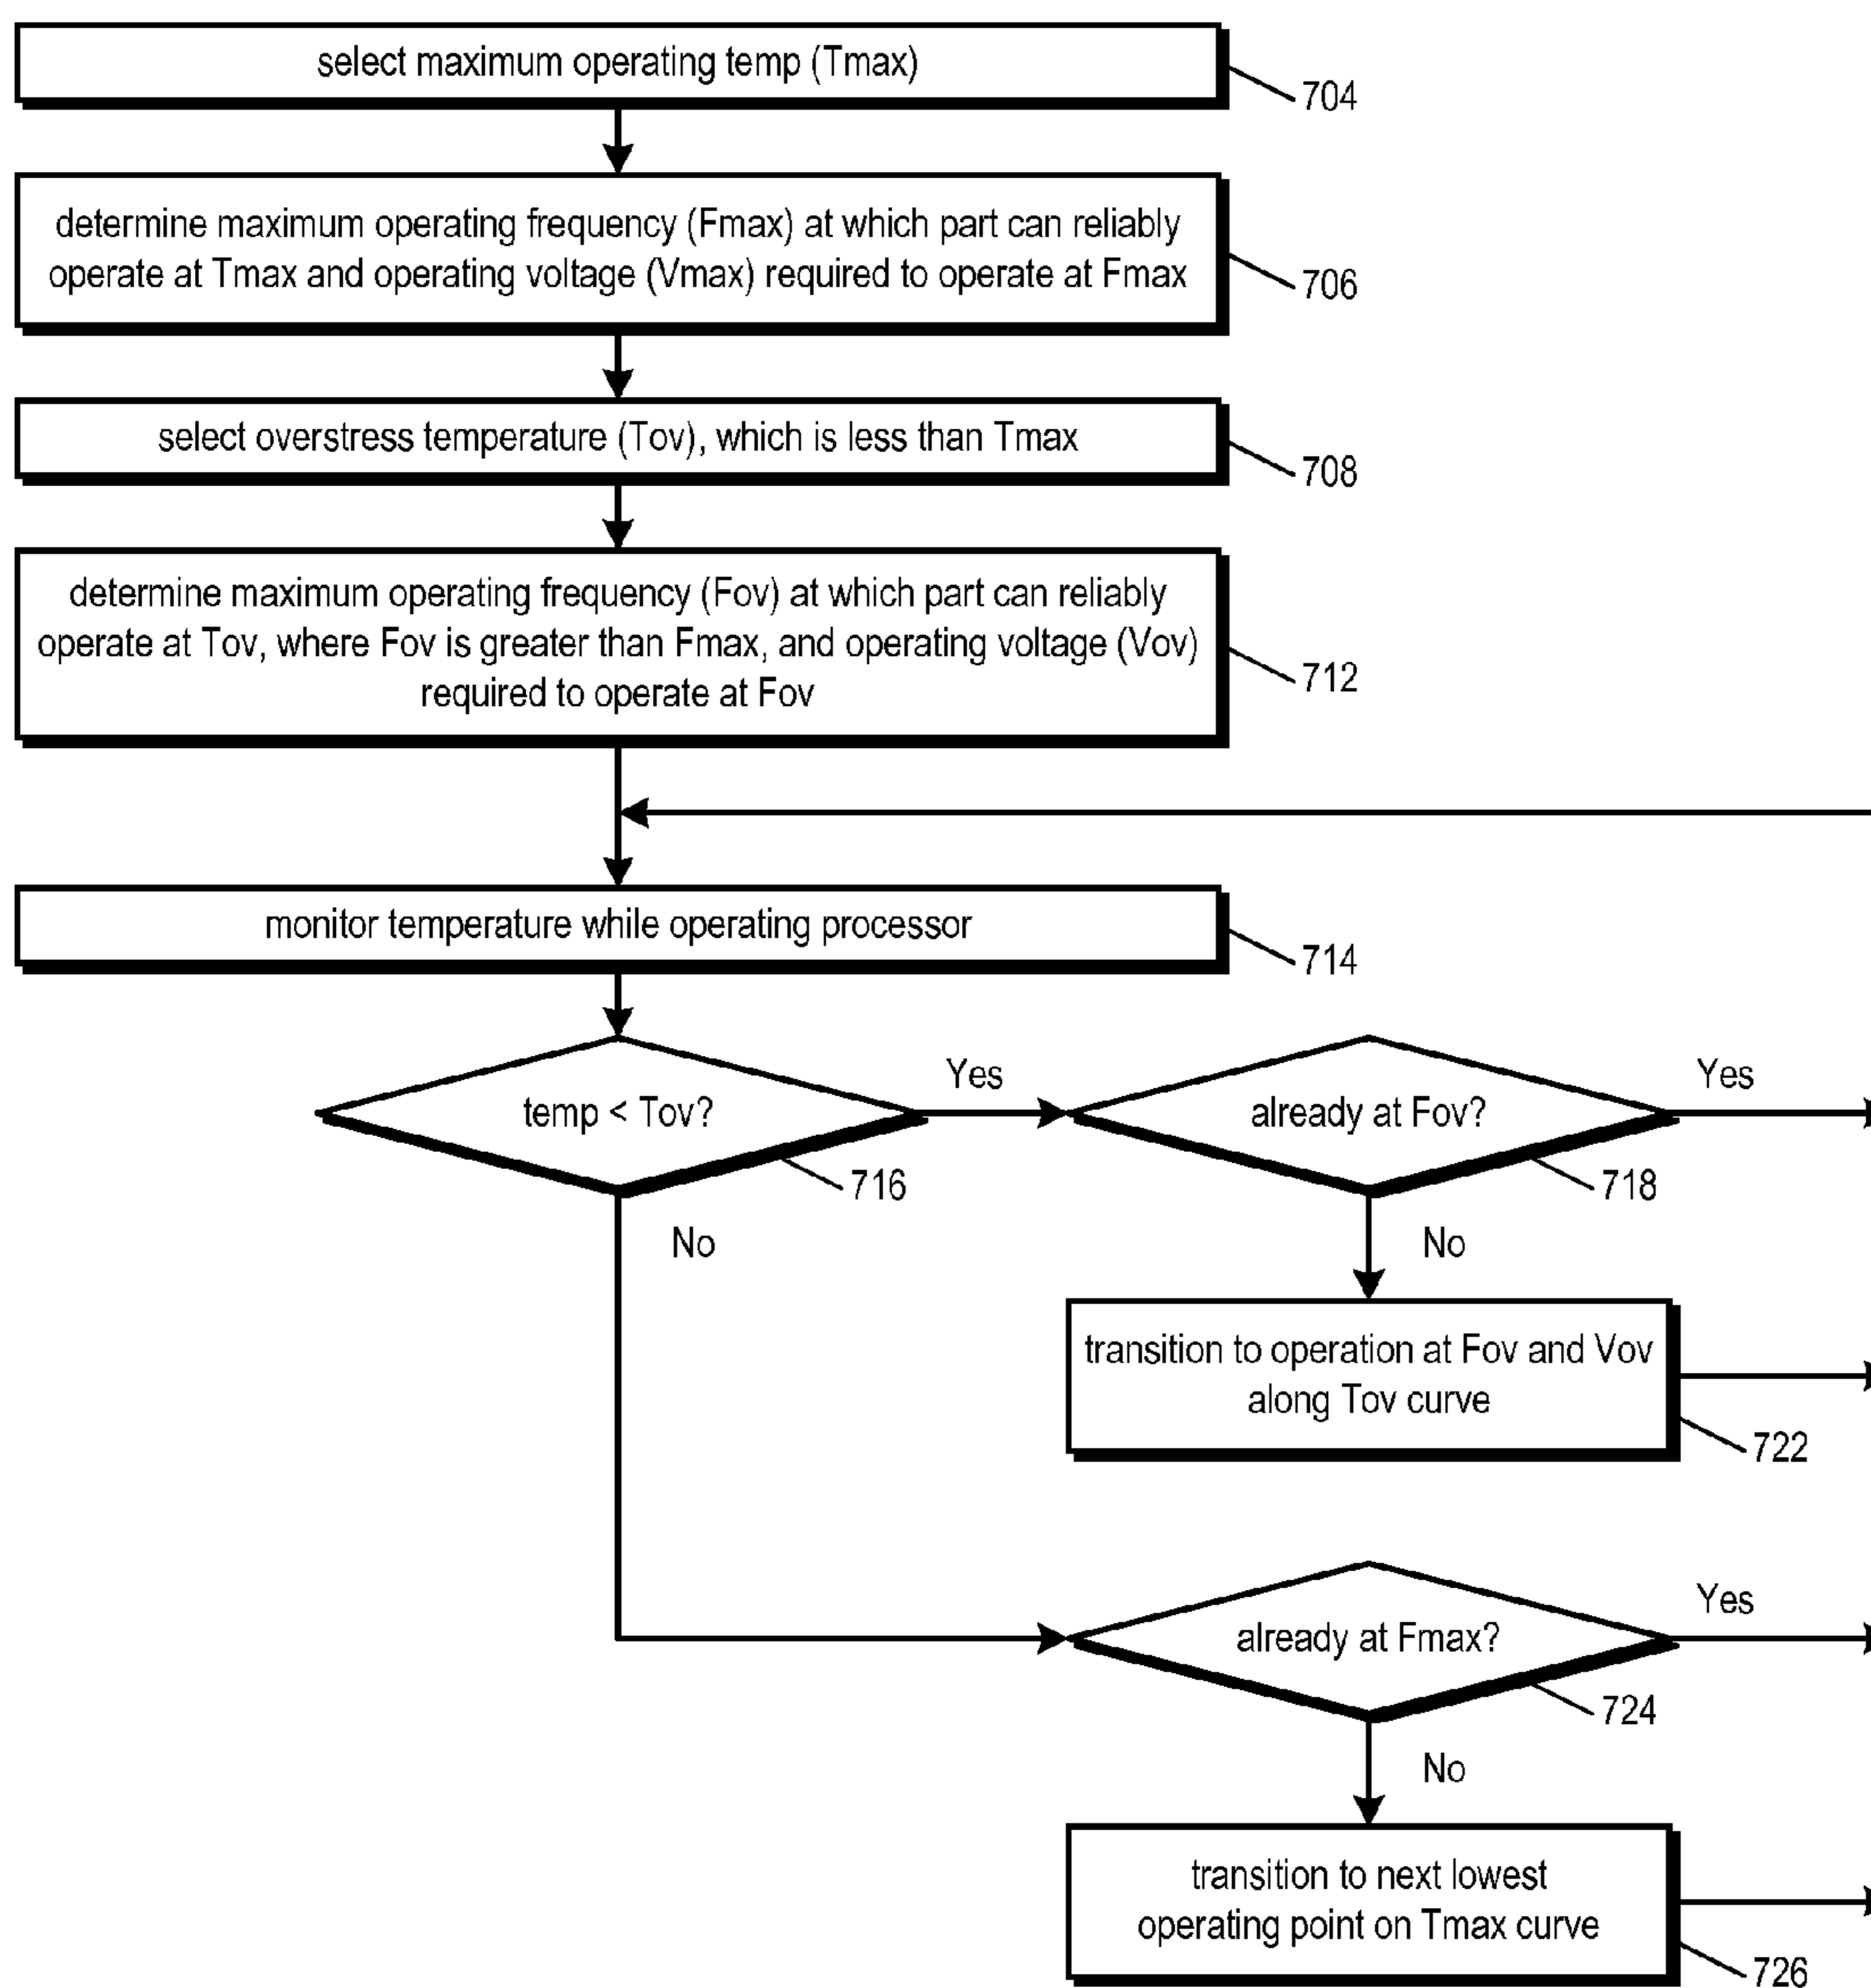 select maximum operating temp (Tmax)
704
determine maximum operating frequency (Fmax) at which part can reliably
operate at Tmax and operating voltage (Vmax) required to operate at Fmax
706
select overstress temperature (Tov), which is less than Tmax
708
determine maximum operating frequency (Fov) at which part can reliably
operate at Tov, where Fov is greater than Fmax, and operating voltage (Vov)
required to operate at Fov
712
monitor temperature while operating processor
714
temp < Tov?
716
Yes
No
already at Fov?
718
Yes
No
transition to operation at Fov and Vov
along Tov curve
722
already at Fmax?
724
Yes
No
transition to next lowest
operating point on Tmax curve
726